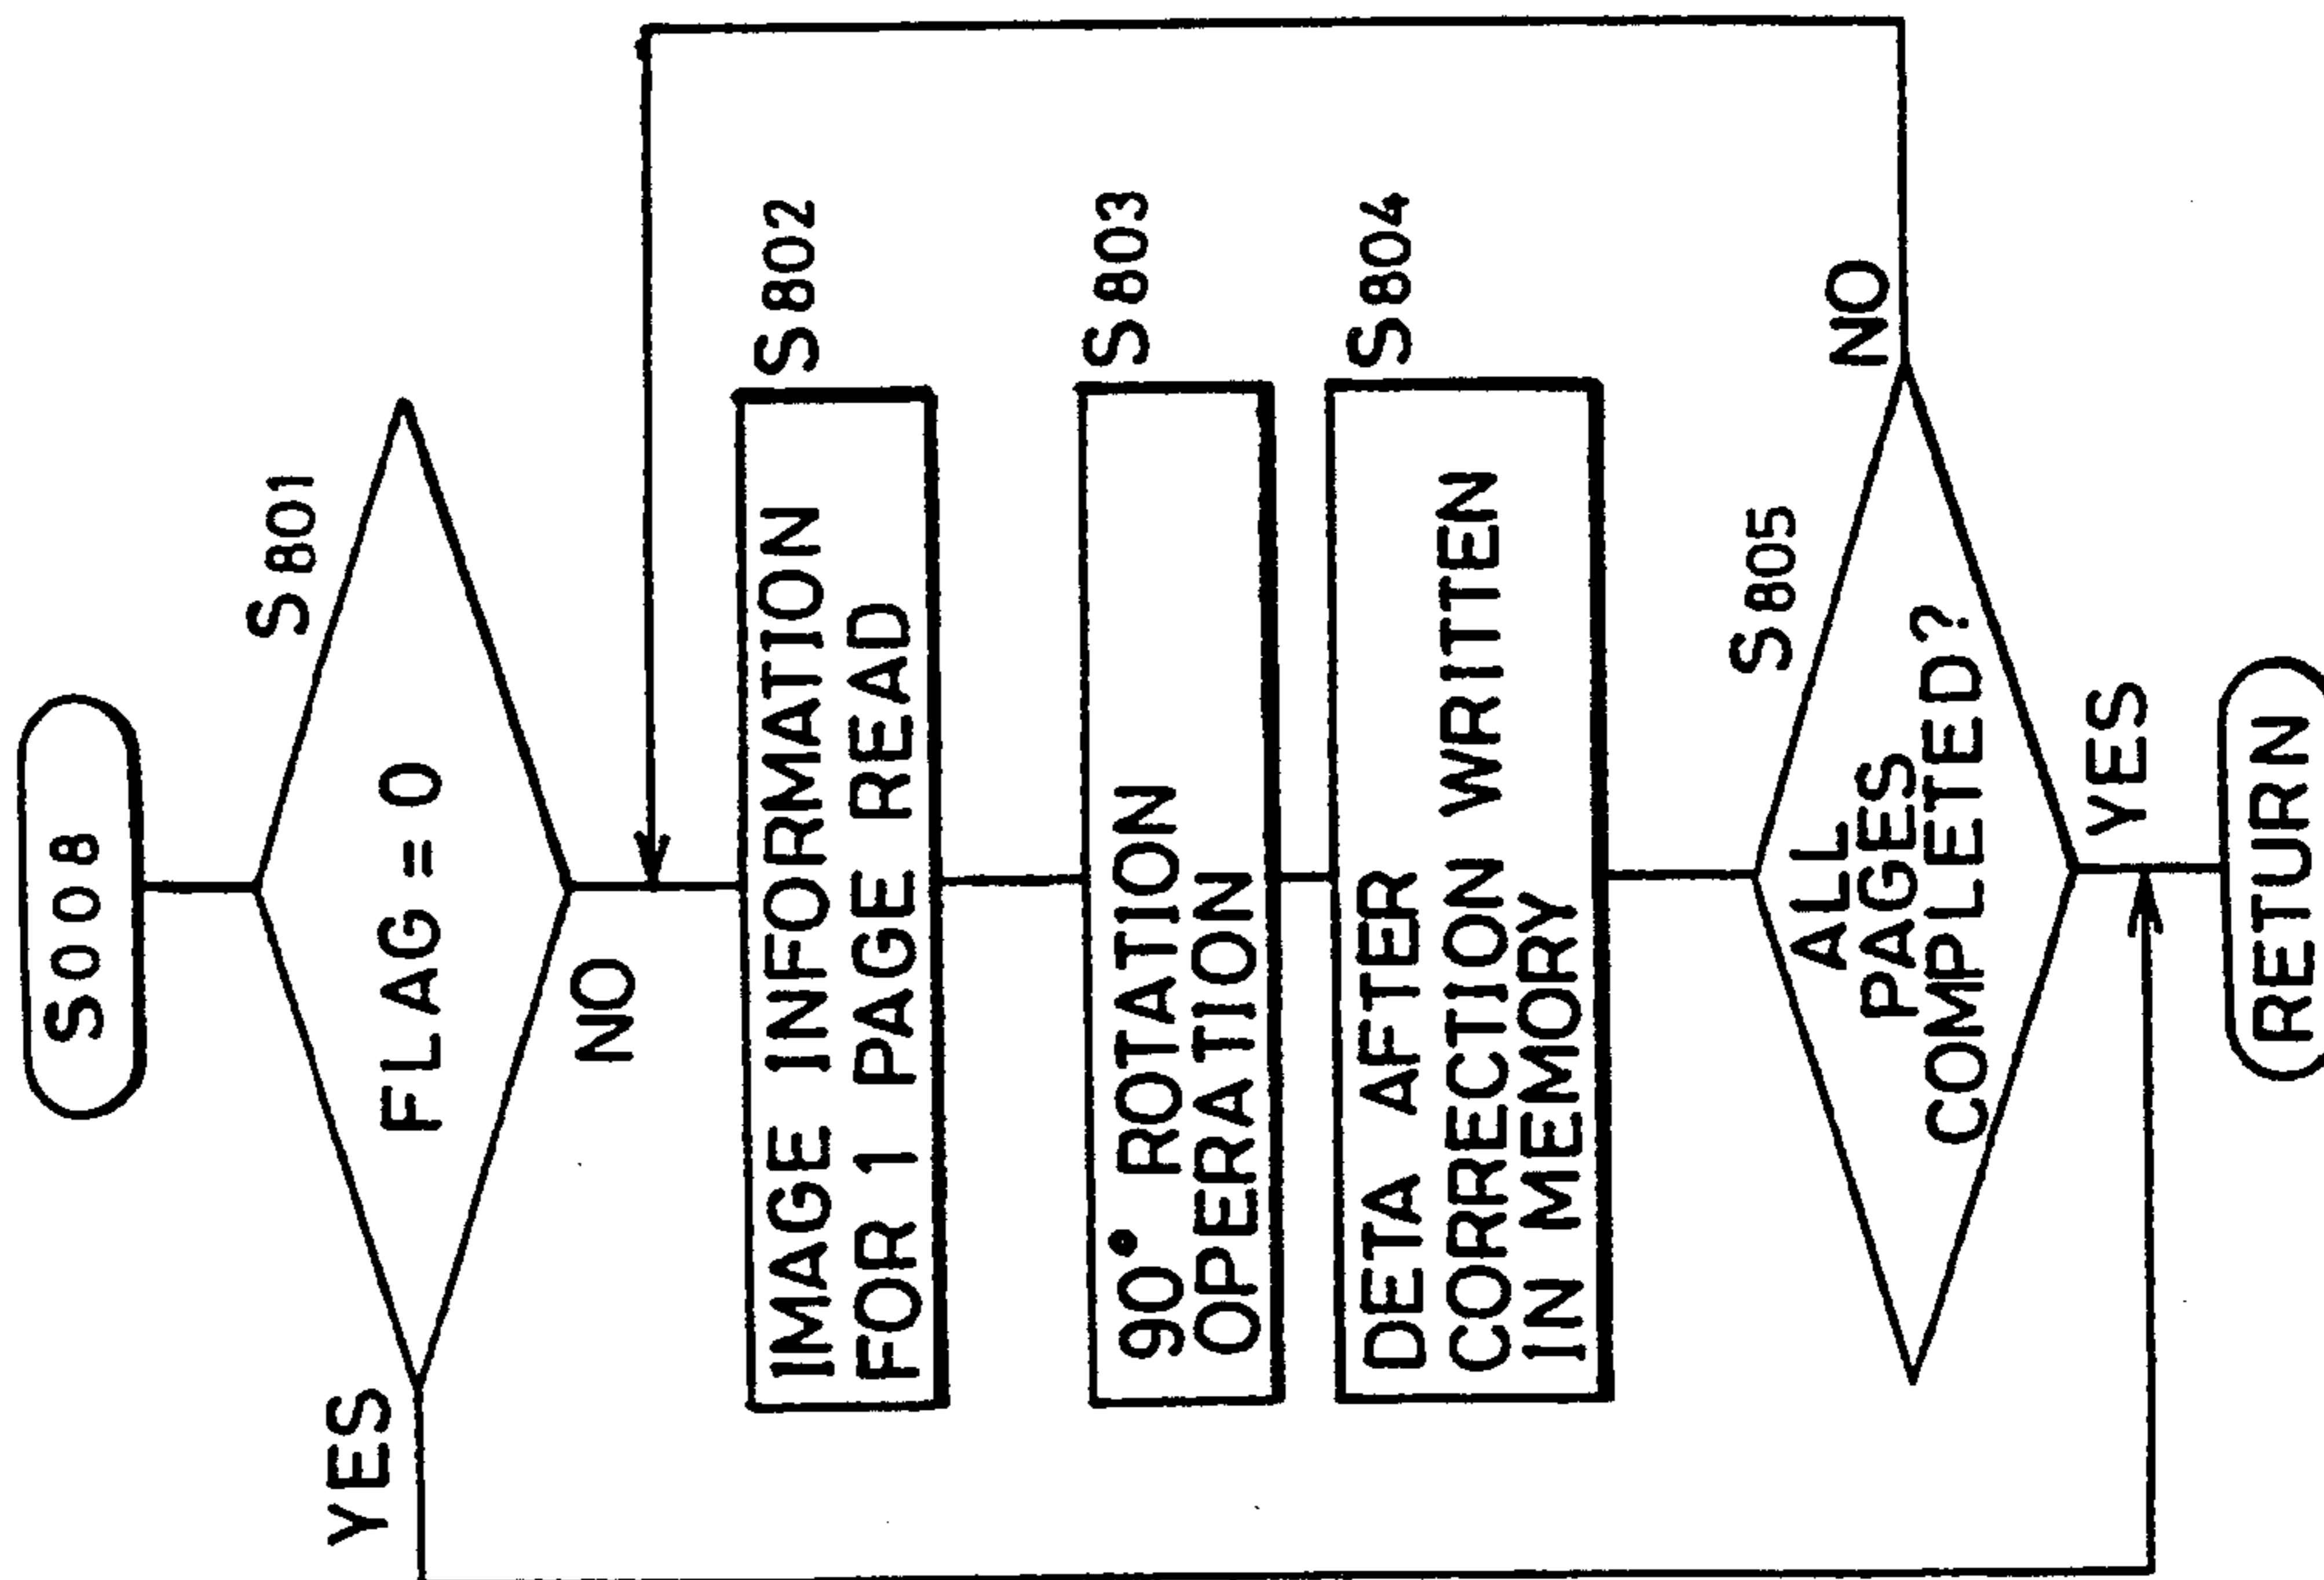 S008
S801
FLAG = 0
YES
NO
S802
IMAGE INFORMATION
FOR 1 PAGE READ
S803
90° ROTATION
OPERATION
S804
DETA AFTER
CORRECTION WRITTEN
IN MEMORY
S805
ALL
PAGES
COMPLETED?
NO
YES
RETURN